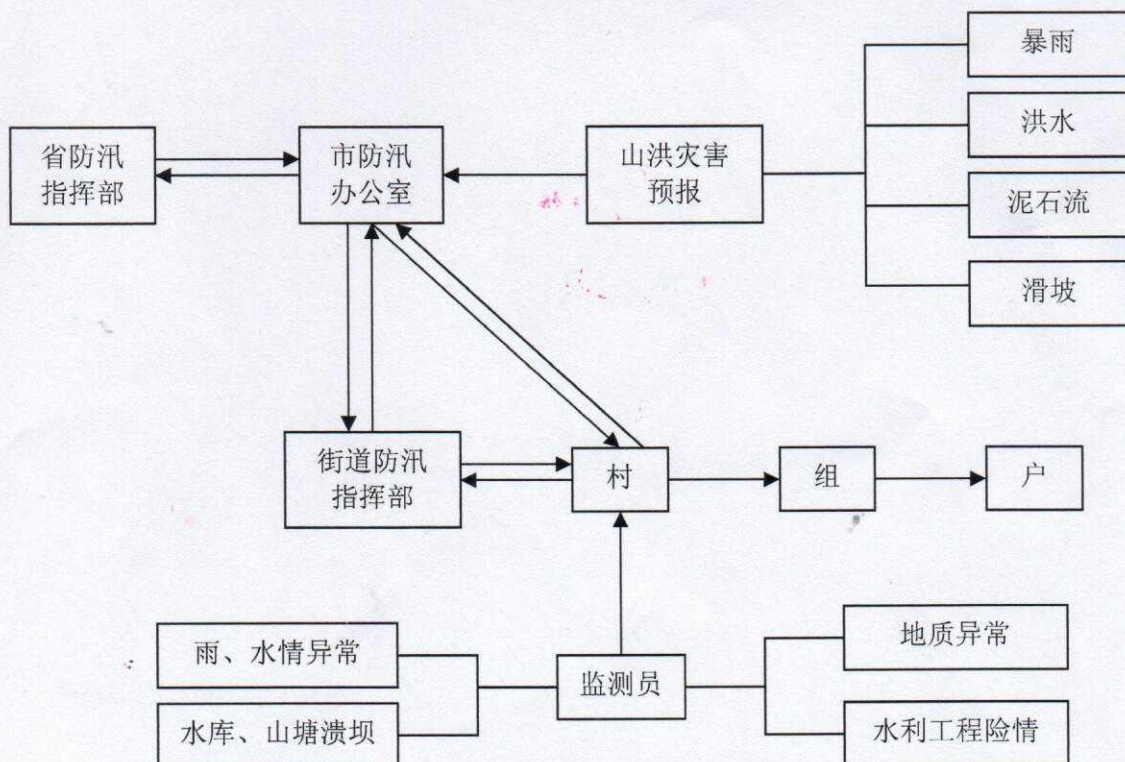 暴雨
洪水
泥石流
滑坡
省防汛
指挥部
市防汛
办公室
山洪灾害
预报
街道防汛
指挥部
村
组
户
雨、水情异常
水库、山塘溃坝
监测员
地质异常
水利工程险情